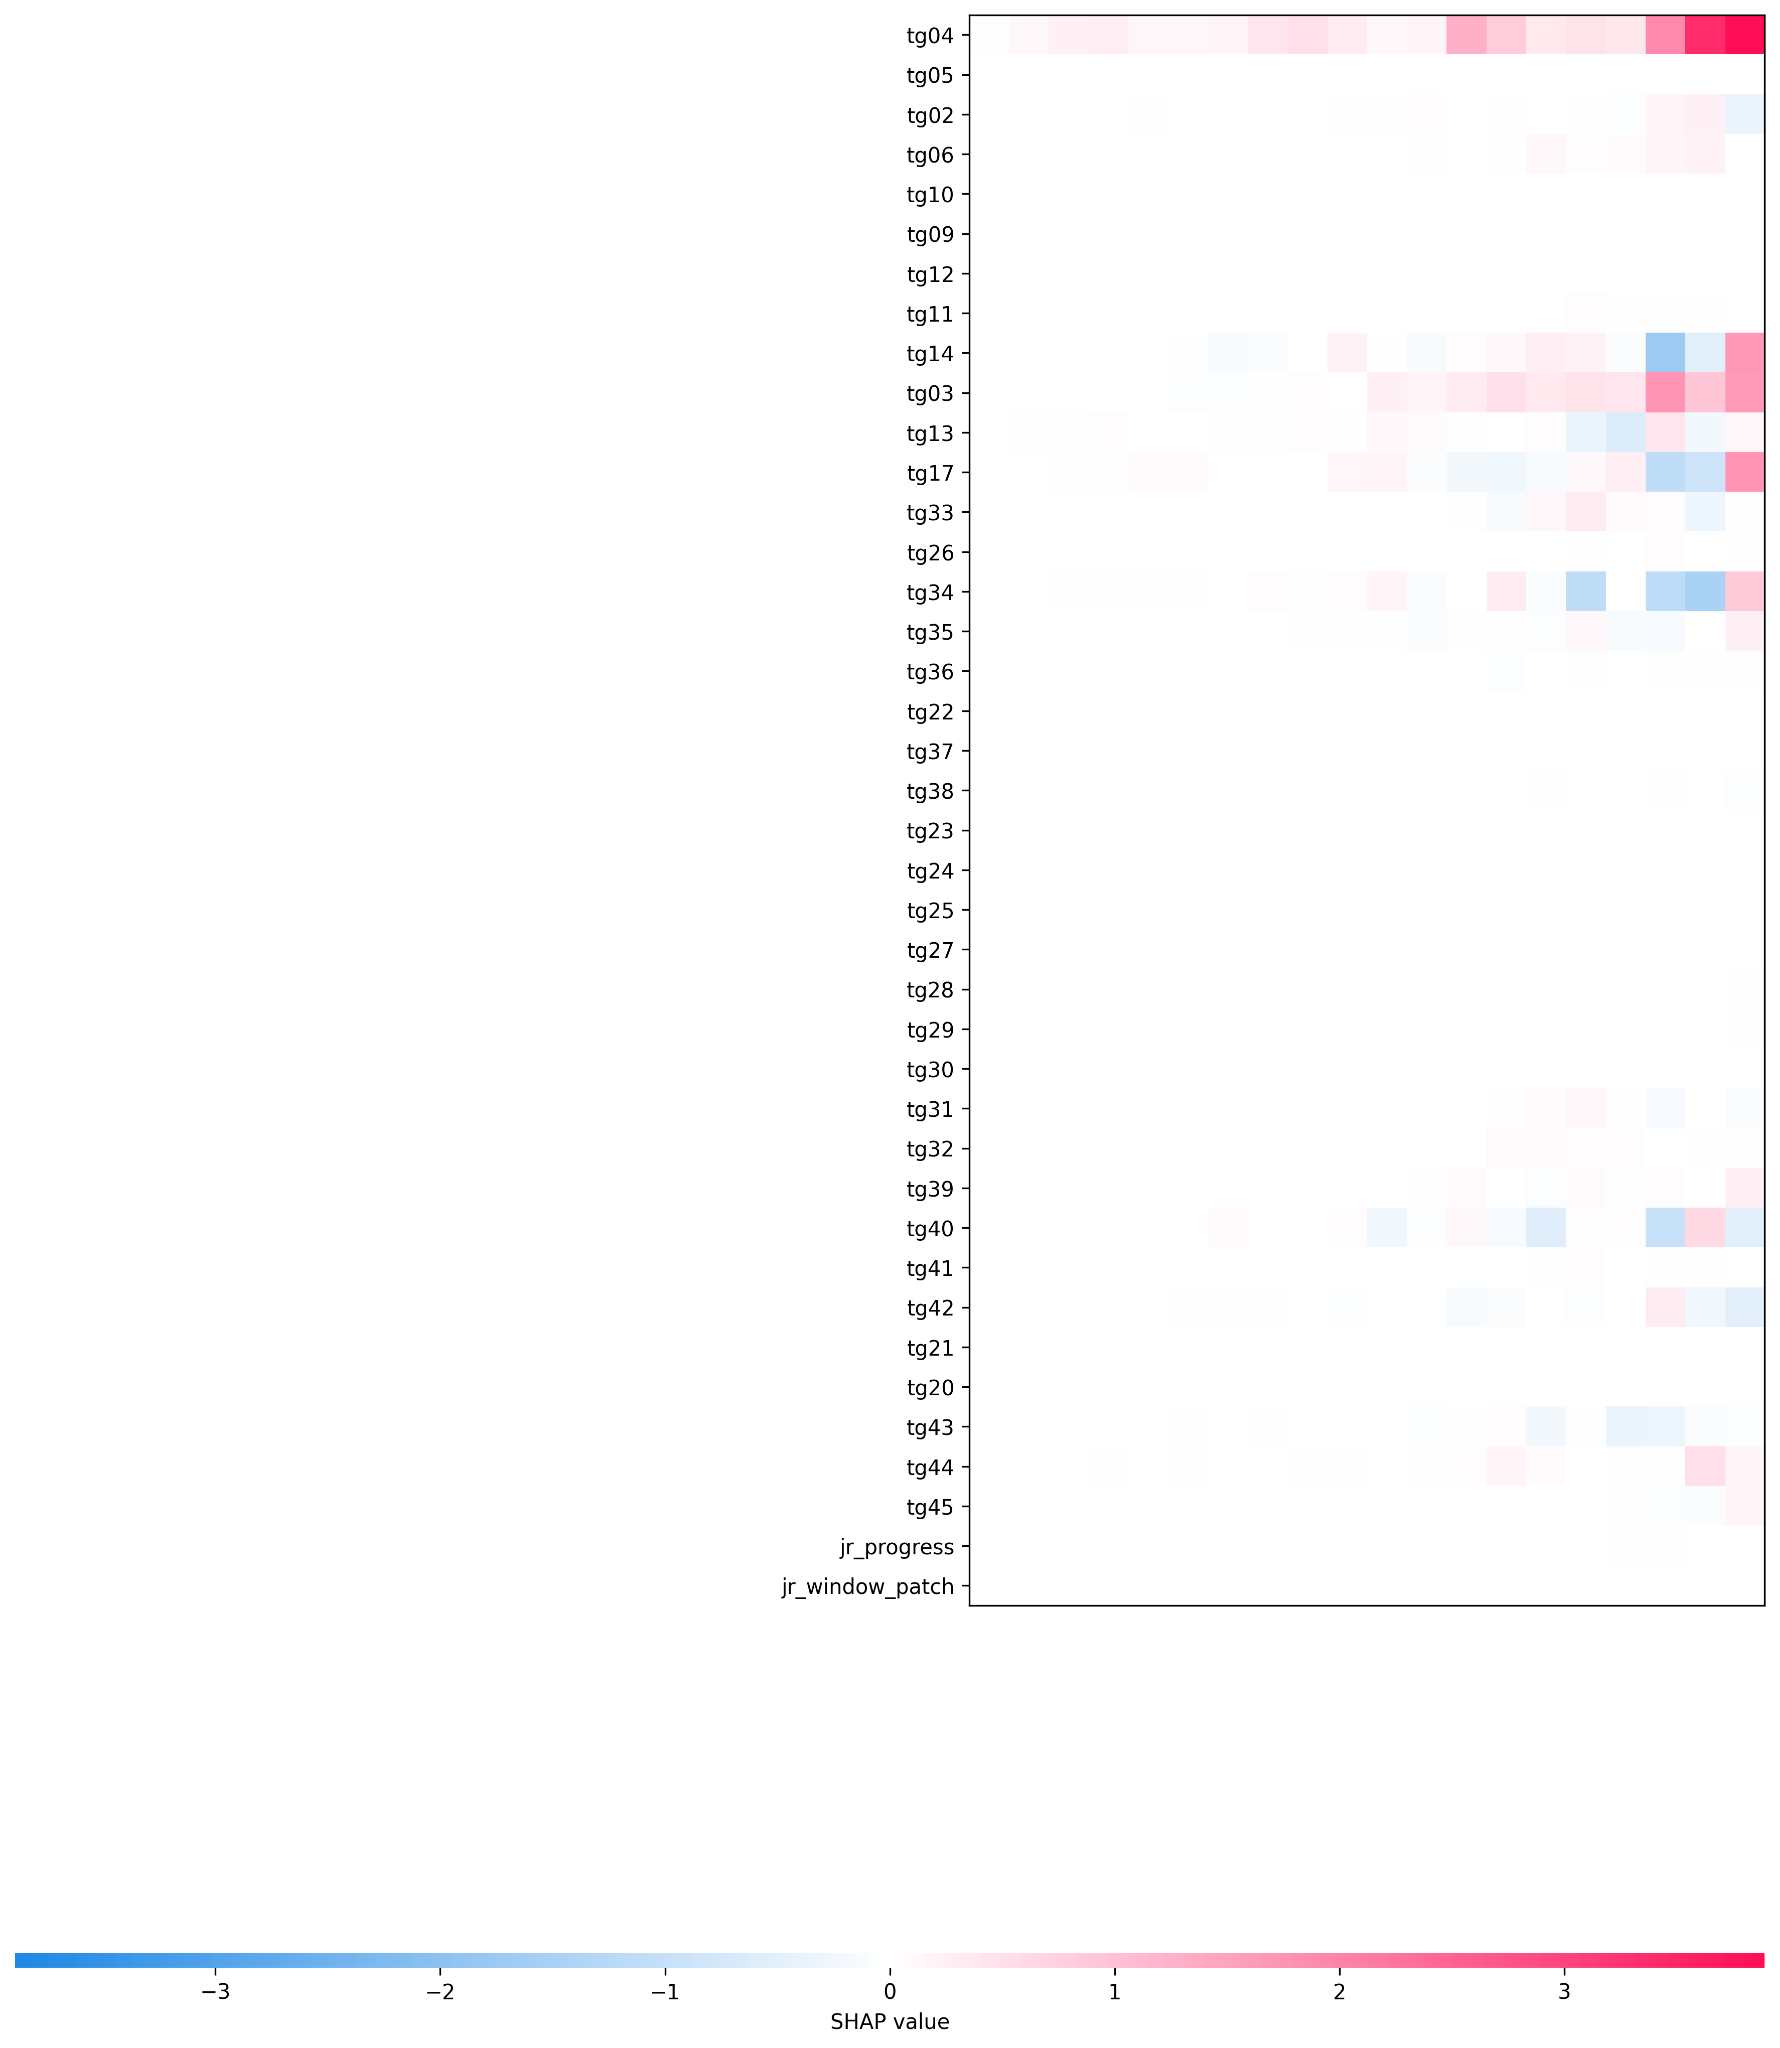 tg04
tg05
tg02
tg06
tg10
tg09
tg12
tg11
tg14
tg03
tg13
tg17
tg33
tg26
tg34
tg35
tg36
tg22
tg37
tg38
tg23
tg24
tg25
tg27
tg28
tg29
tg30
tg31
tg32
tg39
tg40
tg41
tg42
tg21
tg20
tg43
tg44
tg45
jr_progress
jr_window_patch
−3 −2 −1 0 1 2 3
SHAP value